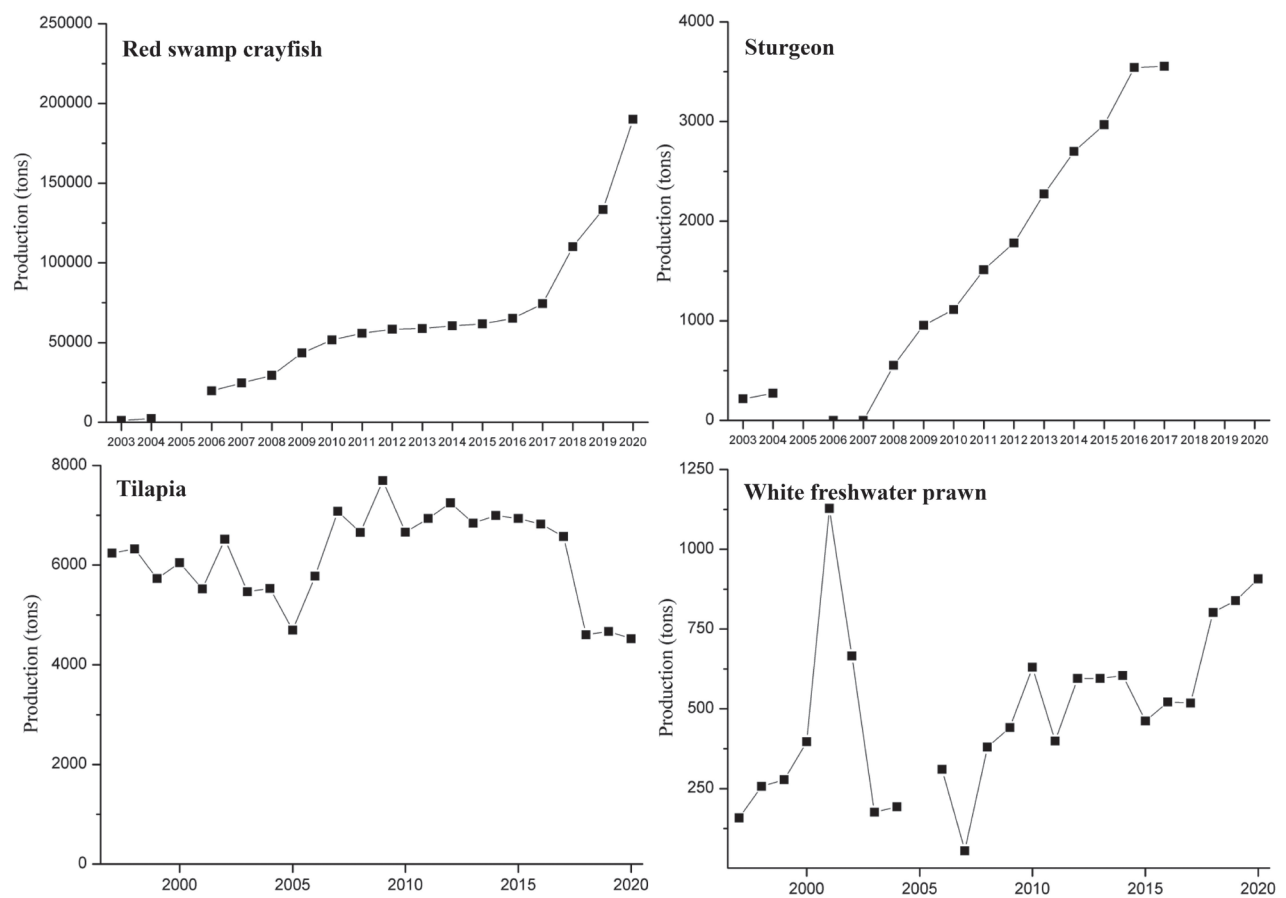 Red swamp crayfish
Production (tons)
250000
200000
150000
100000
50000
0
2003 2004 2005 2006 2007 2008 2009 2010 2011 2012 2013 2014 2015 2016 2017 2018 2019 2020
Sturgeon
Production (tons)
4000
3000
2000
1000
0
2003 2004 2005 2006 2007 2008 2009 2010 2011 2012 2013 2014 2015 2016 2017 2018 2019 2020
Tilapia
Production (tons)
8000
6000
4000
2000
0
2000 2005 2010 2015 2020
White freshwater prawn
Production (tons)
1250
1000
750
500
250
2000 2005 2010 2015 2020